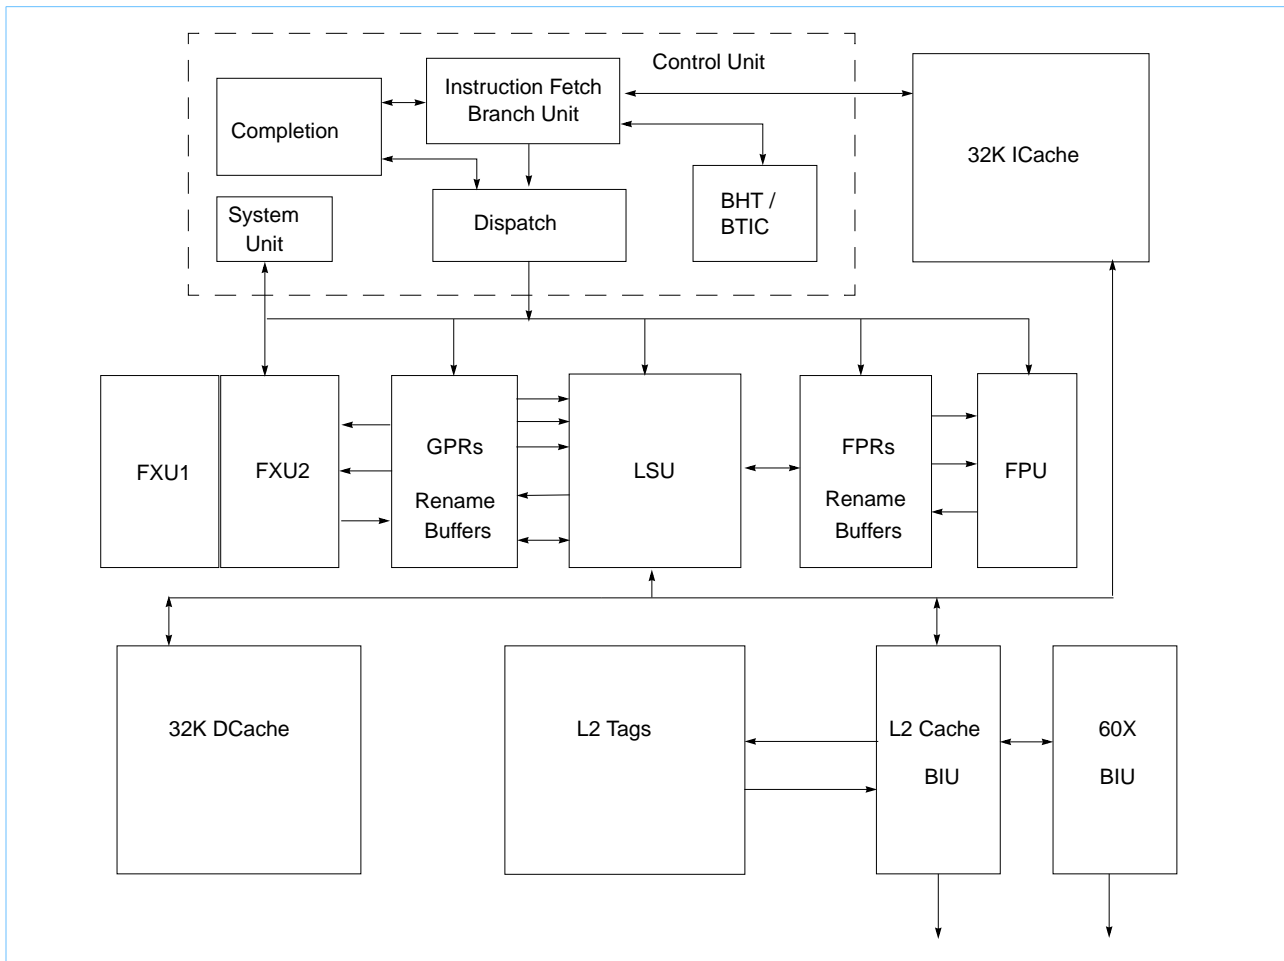 Control Unit
Instruction Fetch
Branch Unit
Completion
32K ICache
System
Unit
Dispatch
BHT /
BTIC
FXU1
FXU2
GPRs
Rename
Buffers
LSU
FPRs
Rename
Buffers
FPU
32K DCache
L2 Tags
L2 Cache
BIU
60X
BIU